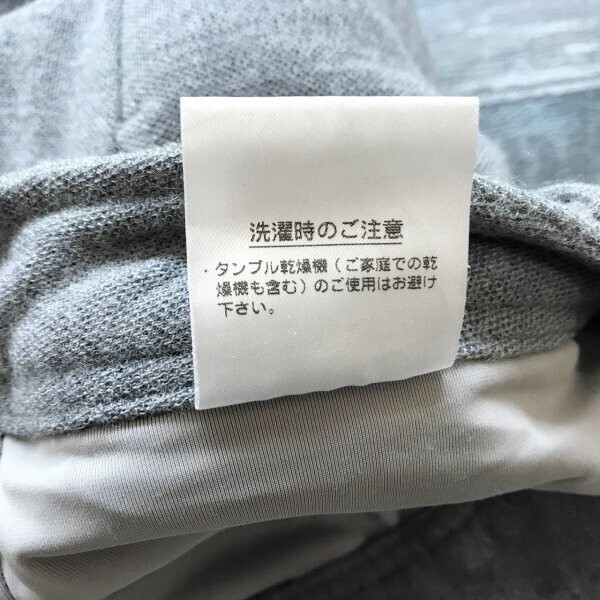 洗濯時のご注意
・タンブル乾燥機（ご家庭での乾
燥機も含む）のご使用はお避け
下さい。